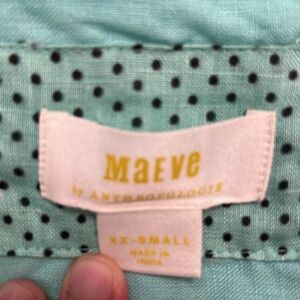 MaEve
by ANTHROPOLOGIE
XX-SMALL
MADE IN
INDIA